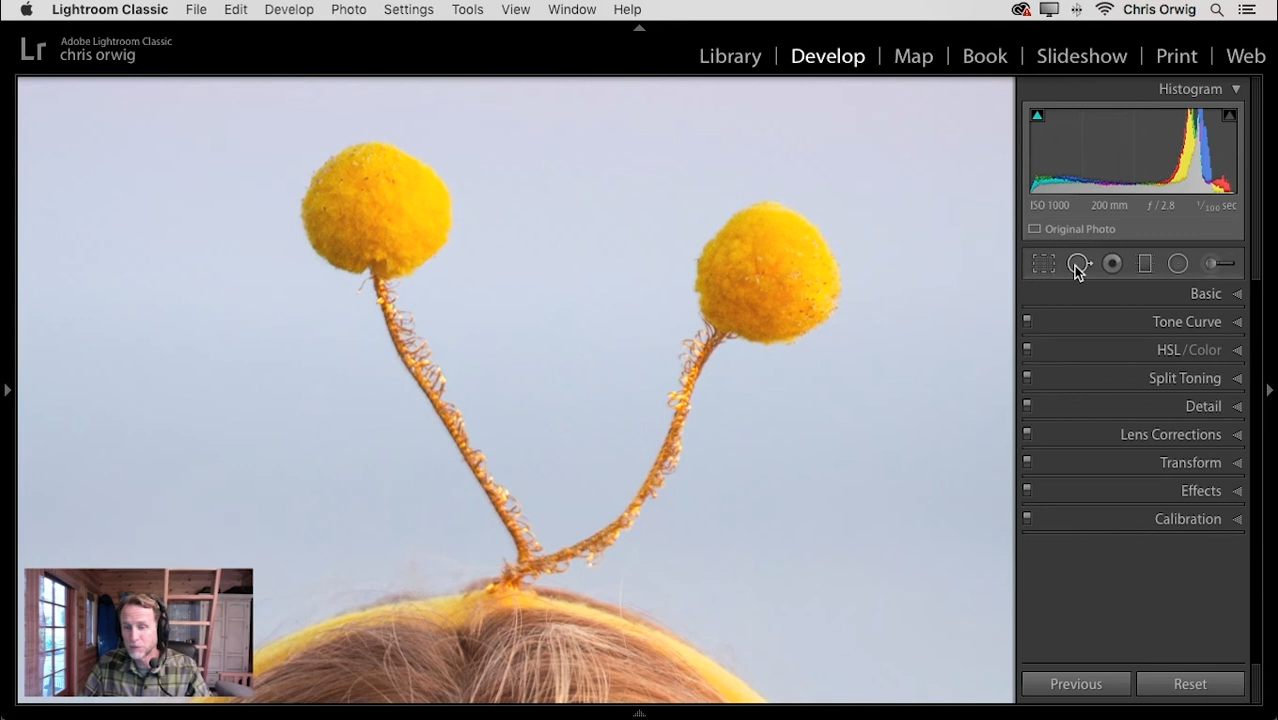 Lightroom Classic File Edit Develop Photo Settings Tools View Window Help Chris Orwig
Lr Adobe Lightroom Classic
chris orwig
Library | Develop | Map | Book | Slideshow | Print | Web
Histogram
ISO 1000 200 mm ƒ / 2.8 1/100 sec
Original Photo
Basic
Tone Curve
HSL / Color
Split Toning
Detail
Lens Corrections
Transform
Effects
Calibration
Previous Reset